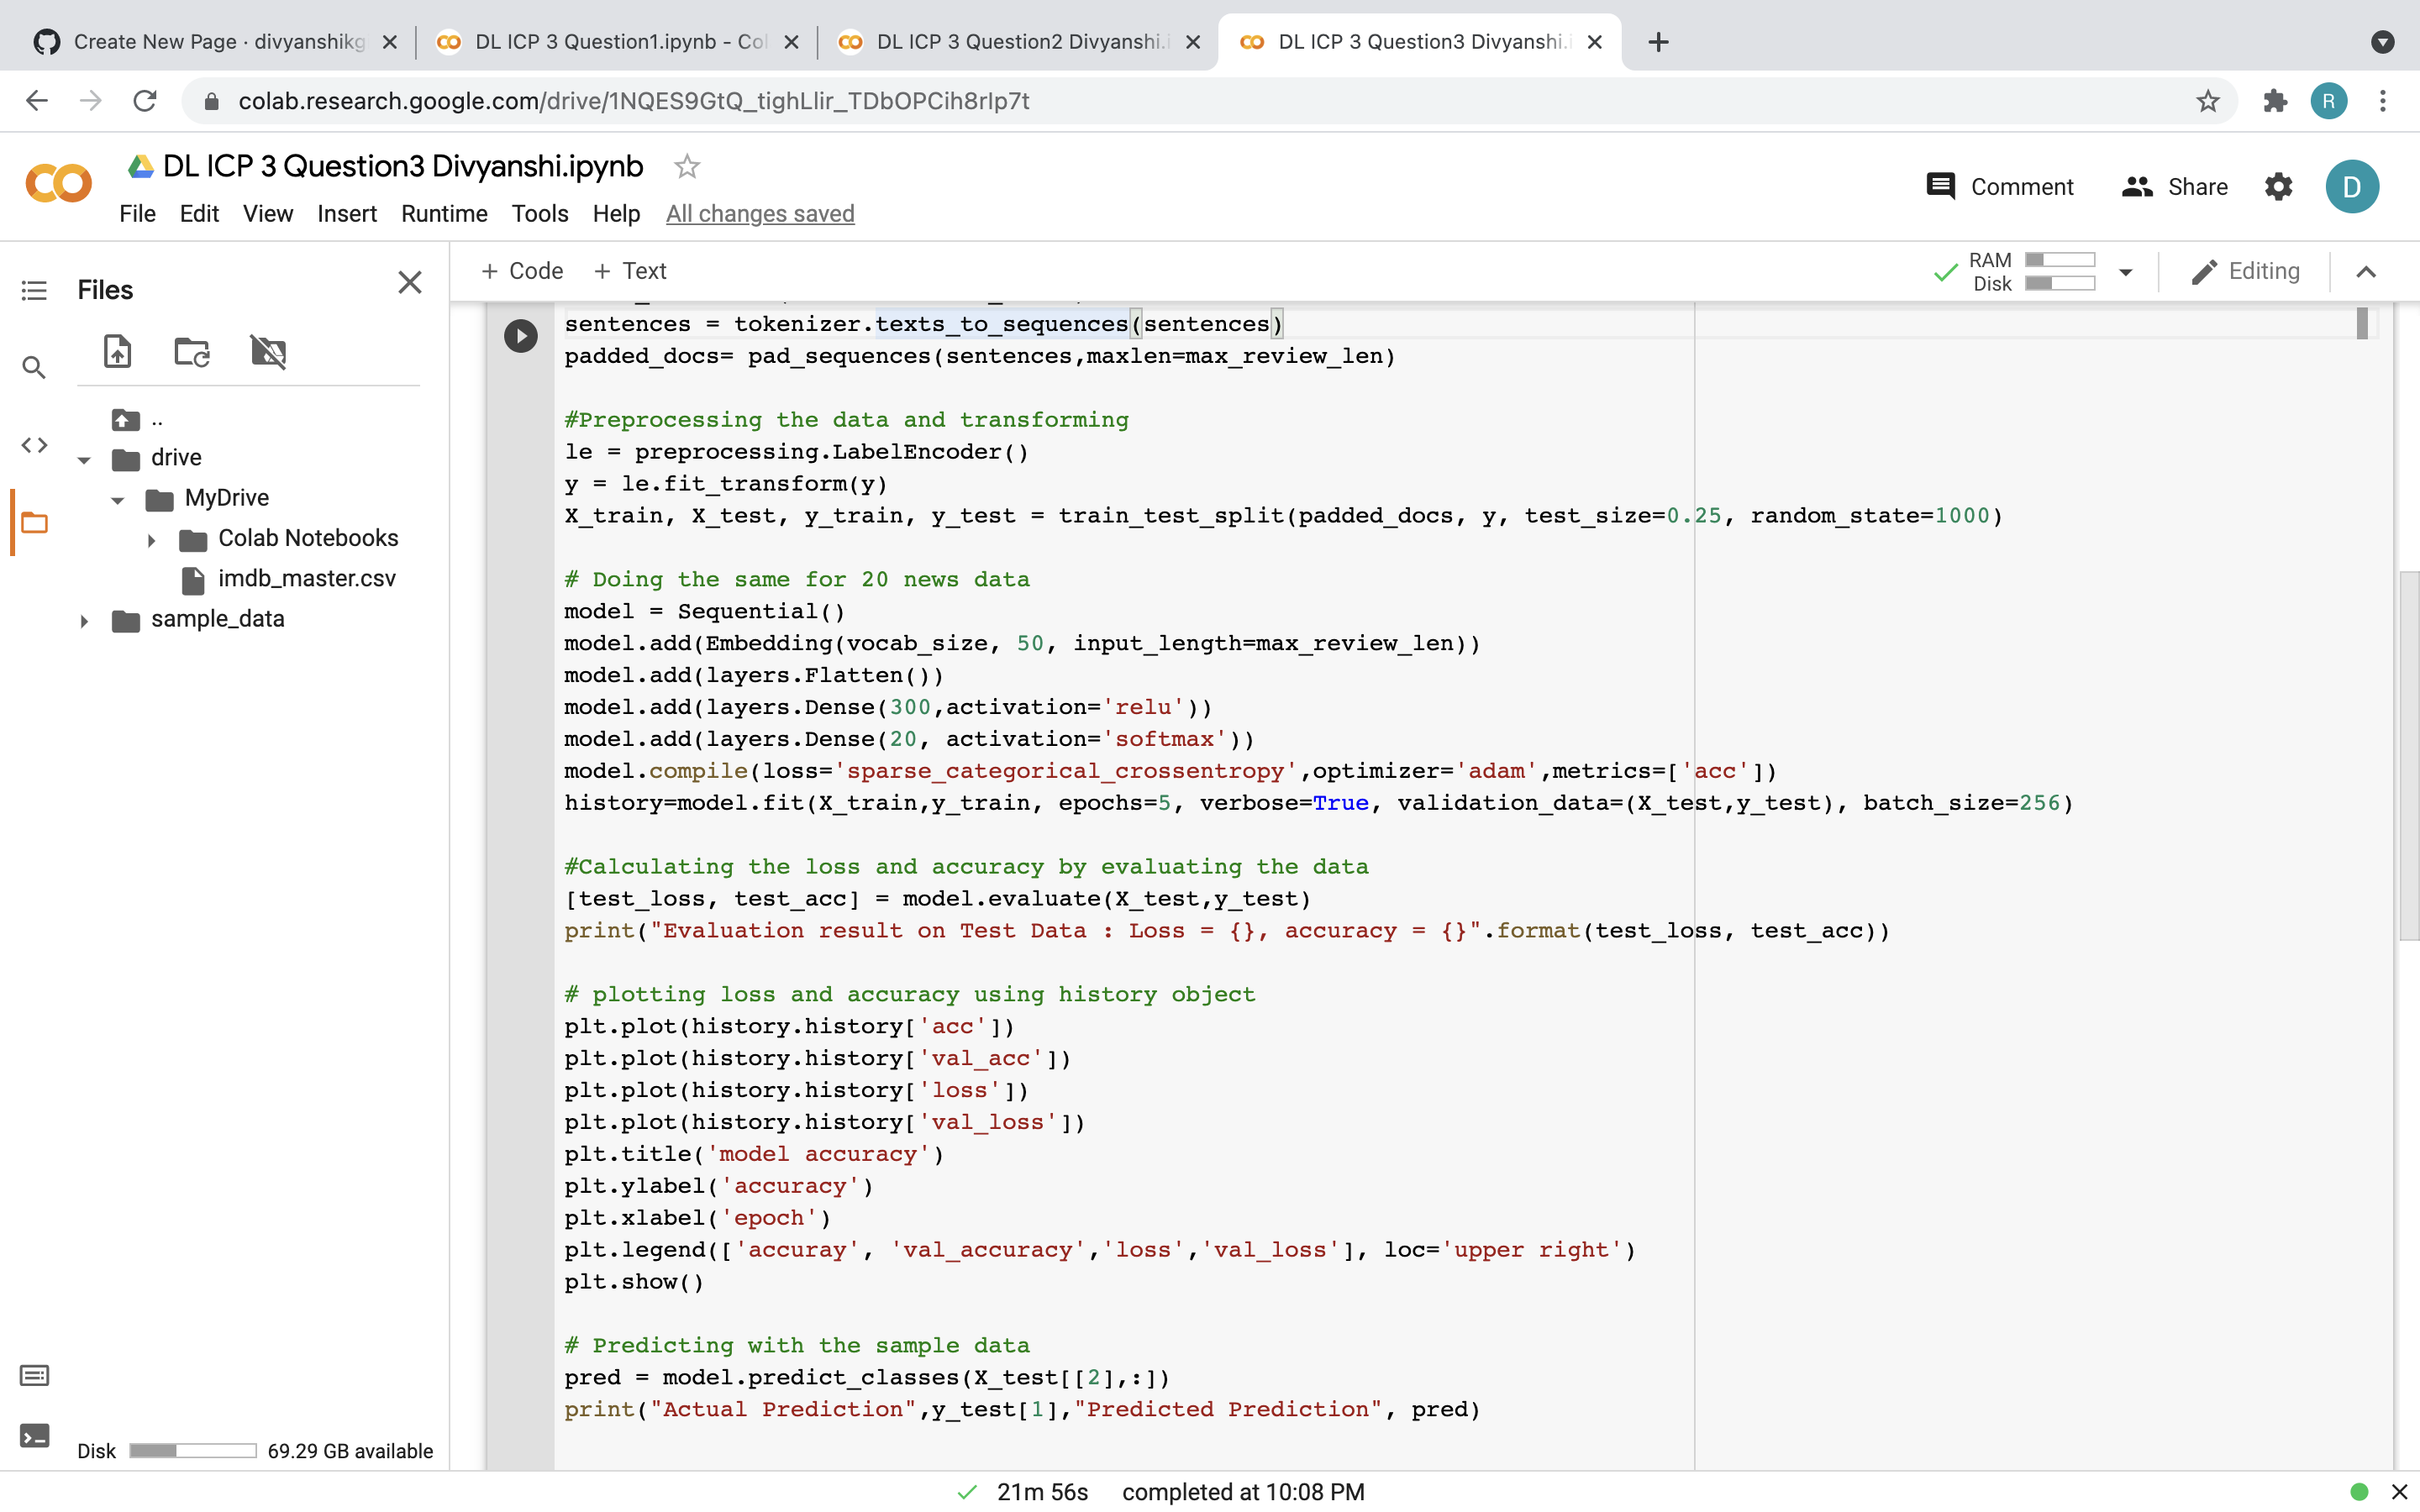 Create New Page · divyanshikg
DL ICP 3 Question1.ipynb - Col
DL ICP 3 Question2 Divyanshi.i
DL ICP 3 Question3 Divyanshi.i
colab.research.google.com/drive/1NQES9GtQ_tighLlir_TDbOPCih8rIp7t
R
DL ICP 3 Question3 Divyanshi.ipynb
Comment
Share
D
File Edit View Insert Runtime Tools Help All changes saved
Files
+ Code + Text
RAM
Disk
Editing
..
drive
MyDrive
Colab Notebooks
imdb_master.csv
sample_data
Disk 69.29 GB available
sentences = tokenizer.texts_to_sequences(sentences)
padded_docs= pad_sequences(sentences,maxlen=max_review_len)
#Preprocessing the data and transforming
le = preprocessing.LabelEncoder()
y = le.fit_transform(y)
X_train, X_test, y_train, y_test = train_test_split(padded_docs, y, test_size=0.25, random_state=1000)
# Doing the same for 20 news data
model = Sequential()
model.add(Embedding(vocab_size, 50, input_length=max_review_len))
model.add(layers.Flatten())
model.add(layers.Dense(300,activation='relu'))
model.add(layers.Dense(20, activation='softmax'))
model.compile(loss='sparse_categorical_crossentropy',optimizer='adam',metrics=['acc'])
history=model.fit(X_train,y_train, epochs=5, verbose=True, validation_data=(X_test,y_test), batch_size=256)
#Calculating the loss and accuracy by evaluating the data
[test_loss, test_acc] = model.evaluate(X_test,y_test)
print("Evaluation result on Test Data : Loss = {}, accuracy = {}".format(test_loss, test_acc))
# plotting loss and accuracy using history object
plt.plot(history.history['acc'])
plt.plot(history.history['val_acc'])
plt.plot(history.history['loss'])
plt.plot(history.history['val_loss'])
plt.title('model accuracy')
plt.ylabel('accuracy')
plt.xlabel('epoch')
plt.legend(['accuray', 'val_accuracy','loss','val_loss'], loc='upper right')
plt.show()
# Predicting with the sample data
pred = model.predict_classes(X_test[[2],:])
print("Actual Prediction",y_test[1],"Predicted Prediction", pred)
21m 56s completed at 10:08 PM